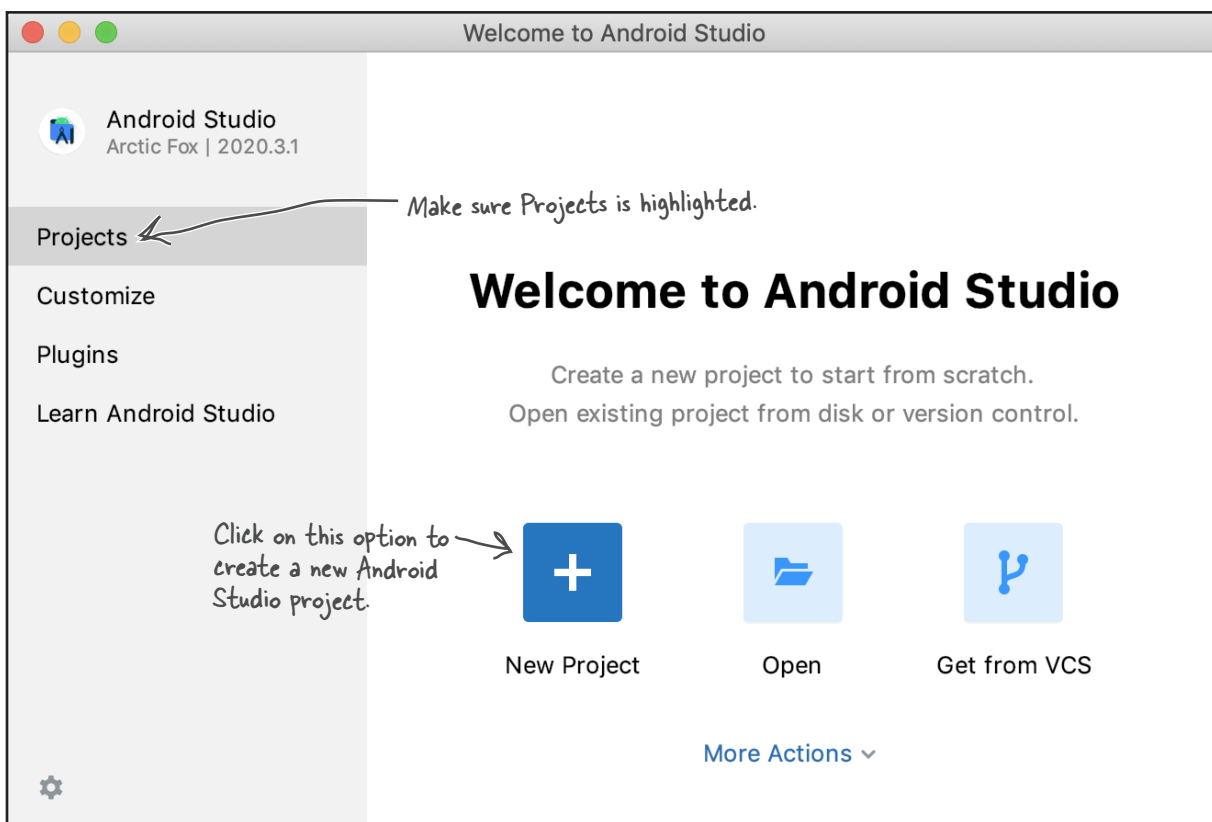 Welcome to Android Studio
Android Studio
Arctic Fox | 2020.3.1
Make sure Projects is highlighted.
Projects
Customize
Plugins
Learn Android Studio
Welcome to Android Studio
Create a new project to start from scratch.
Open existing project from disk or version control.
Click on this option to
create a new Android
Studio project.
New Project
Open
Get from VCS
More Actions